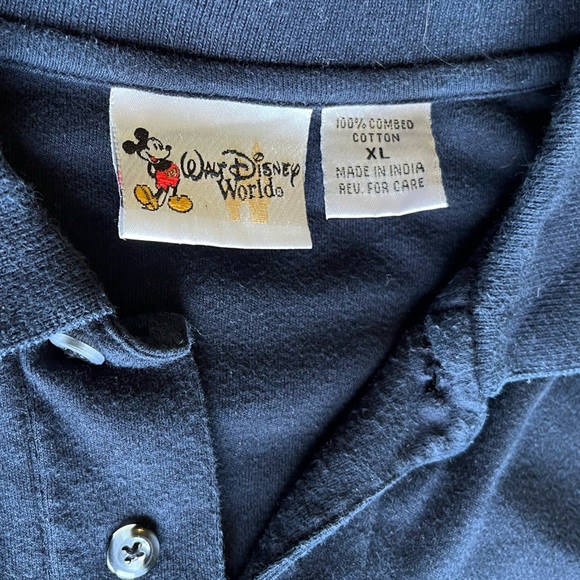 Walt Disney
World®
100% COMBED
COTTON
XL
MADE IN INDIA
REV. FOR CARE